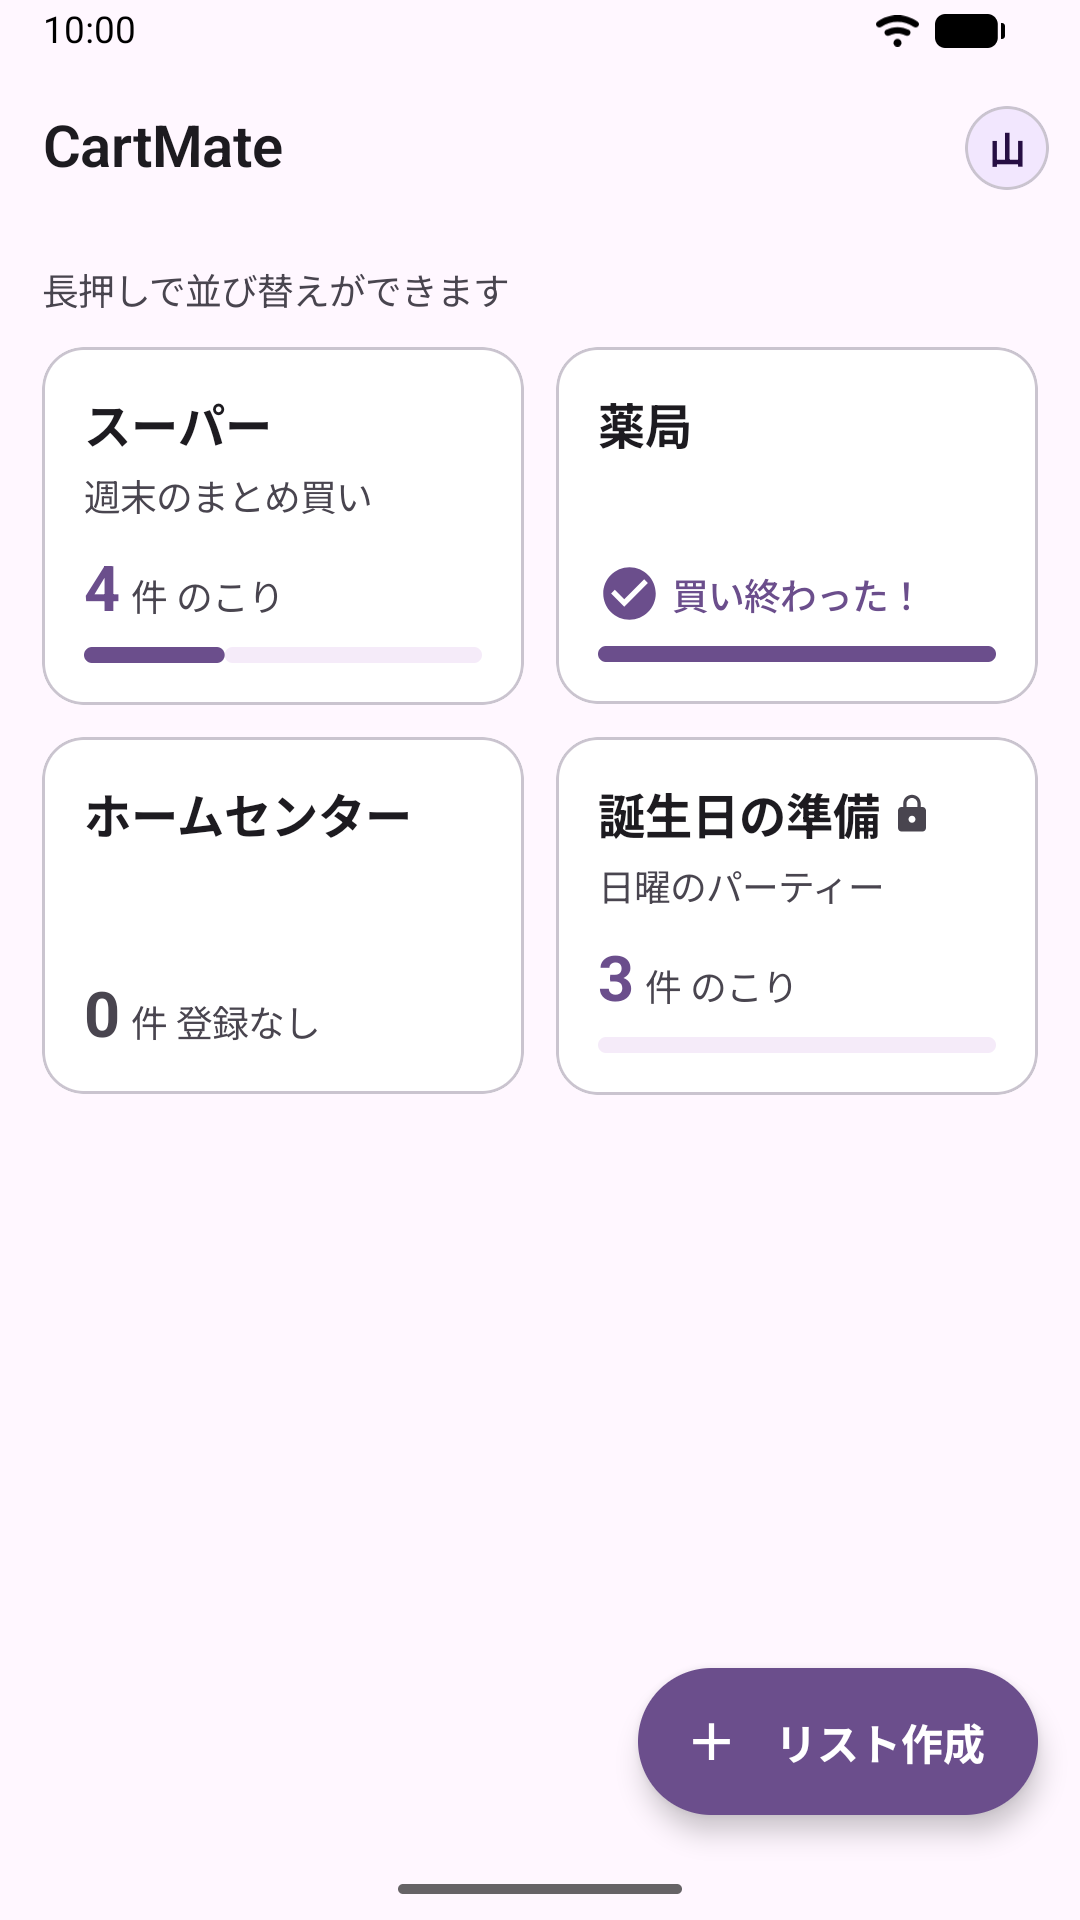 10:00
CartMate
山
長押しで並び替えができます
スーパー
週末のまとめ買い
4 件 のこり
薬局
買い終わった！
ホームセンター
0 件 登録なし
誕生日の準備
日曜のパーティー
3 件 のこり
+ リスト作成